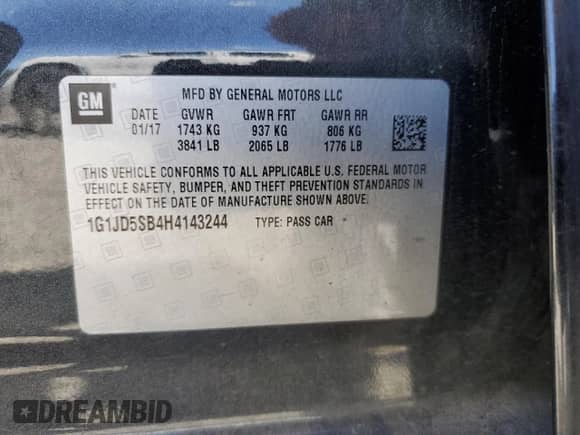 GM
MFD BY GENERAL MOTORS LLC
DATE GVWR GAWR FRT GAWR RR
01/17 1743 KG 937 KG 806 KG
3841 LB 2065 LB 1776 LB
THIS VEHICLE CONFORMS TO ALL APPLICABLE U.S. FEDERAL MOTOR
VEHICLE SAFETY, BUMPER, AND THEFT PREVENTION STANDARDS IN
EFFECT ON THE DATE OF MANUFACTURE SHOWN ABOVE.
1G1JD5SB4H4143244 TYPE: PASS CAR
DREAMBID